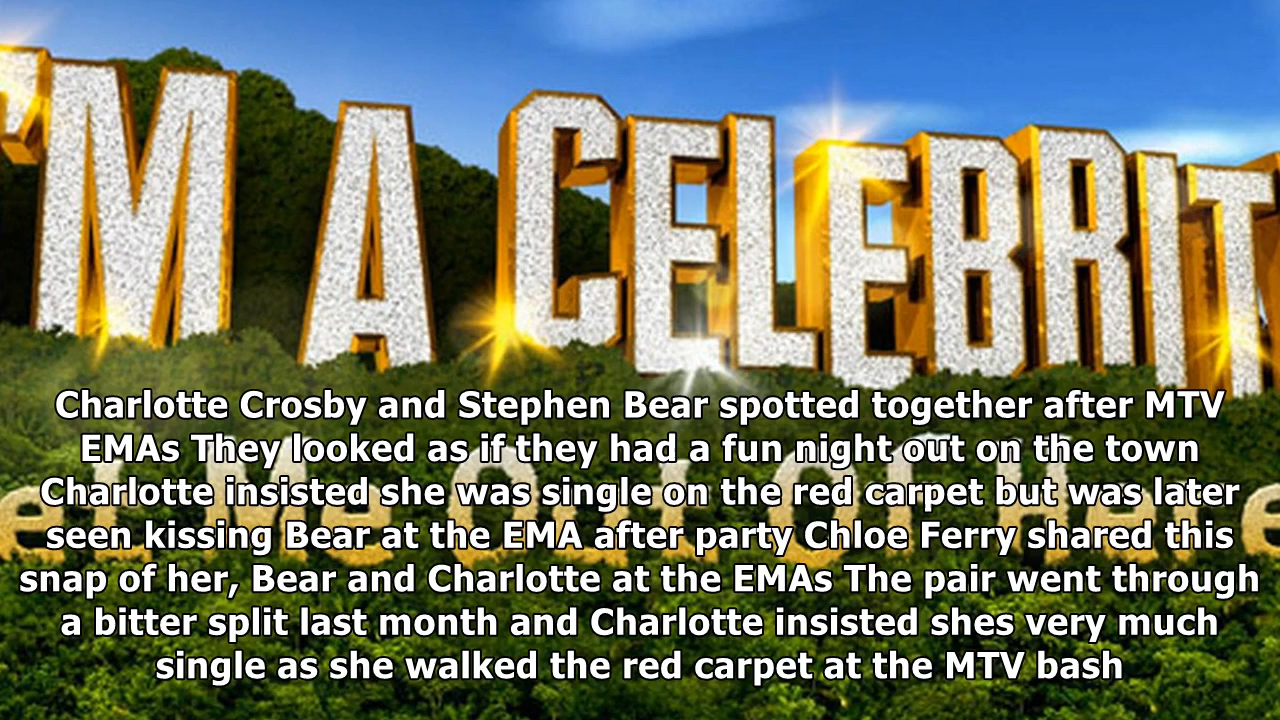 'M A CELEBRIT
Charlotte Crosby and Stephen Bear spotted together after MTV
EMAs They looked as if they had a fun night out on the town
Charlotte insisted she was single on the red carpet but was later
seen kissing Bear at the EMA after party Chloe Ferry shared this
snap of her, Bear and Charlotte at the EMAs The pair went through
a bitter split last month and Charlotte insisted shes very much
single as she walked the red carpet at the MTV bash